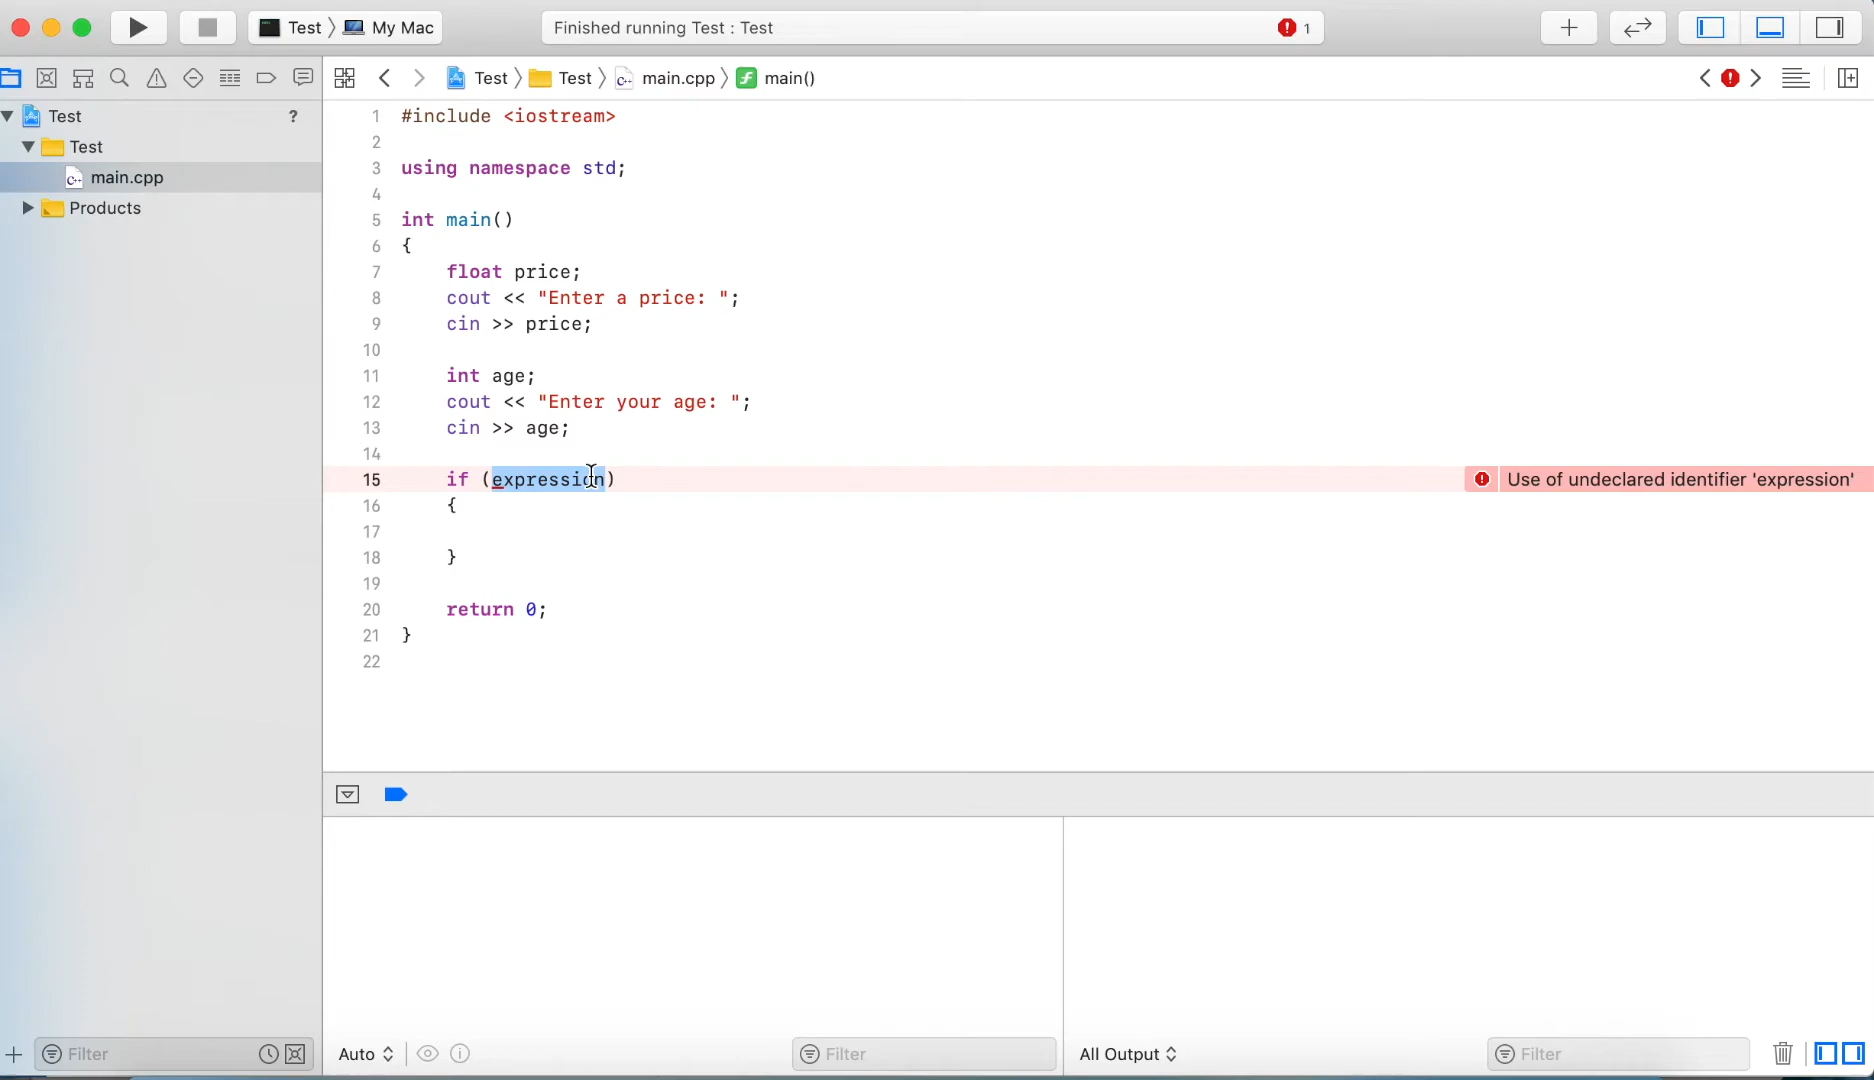 Test 〉 My Mac
Finished running Test : Test
1
Test 〉 Test 〉 main.cpp 〉 main()
Test ?
Test
main.cpp
Products
1 #include <iostream>
2
3 using namespace std;
4
5 int main()
6 {
7     float price;
8     cout << "Enter a price: ";
9     cin >> price;
10
11     int age;
12     cout << "Enter your age: ";
13     cin >> age;
14
15     if (expression) Use of undeclared identifier 'expression'
16     {
17
18     }
19
20     return 0;
21 }
22
Filter
Auto
Filter
All Output
Filter